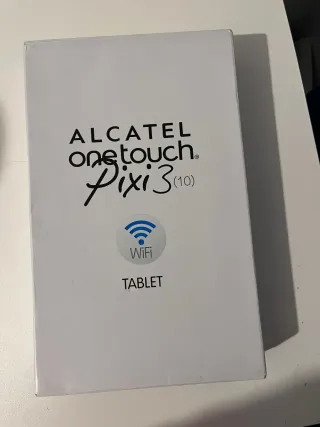 ALCATEL
onetouch®
Pixi 3 (10)
WiFi
TABLET